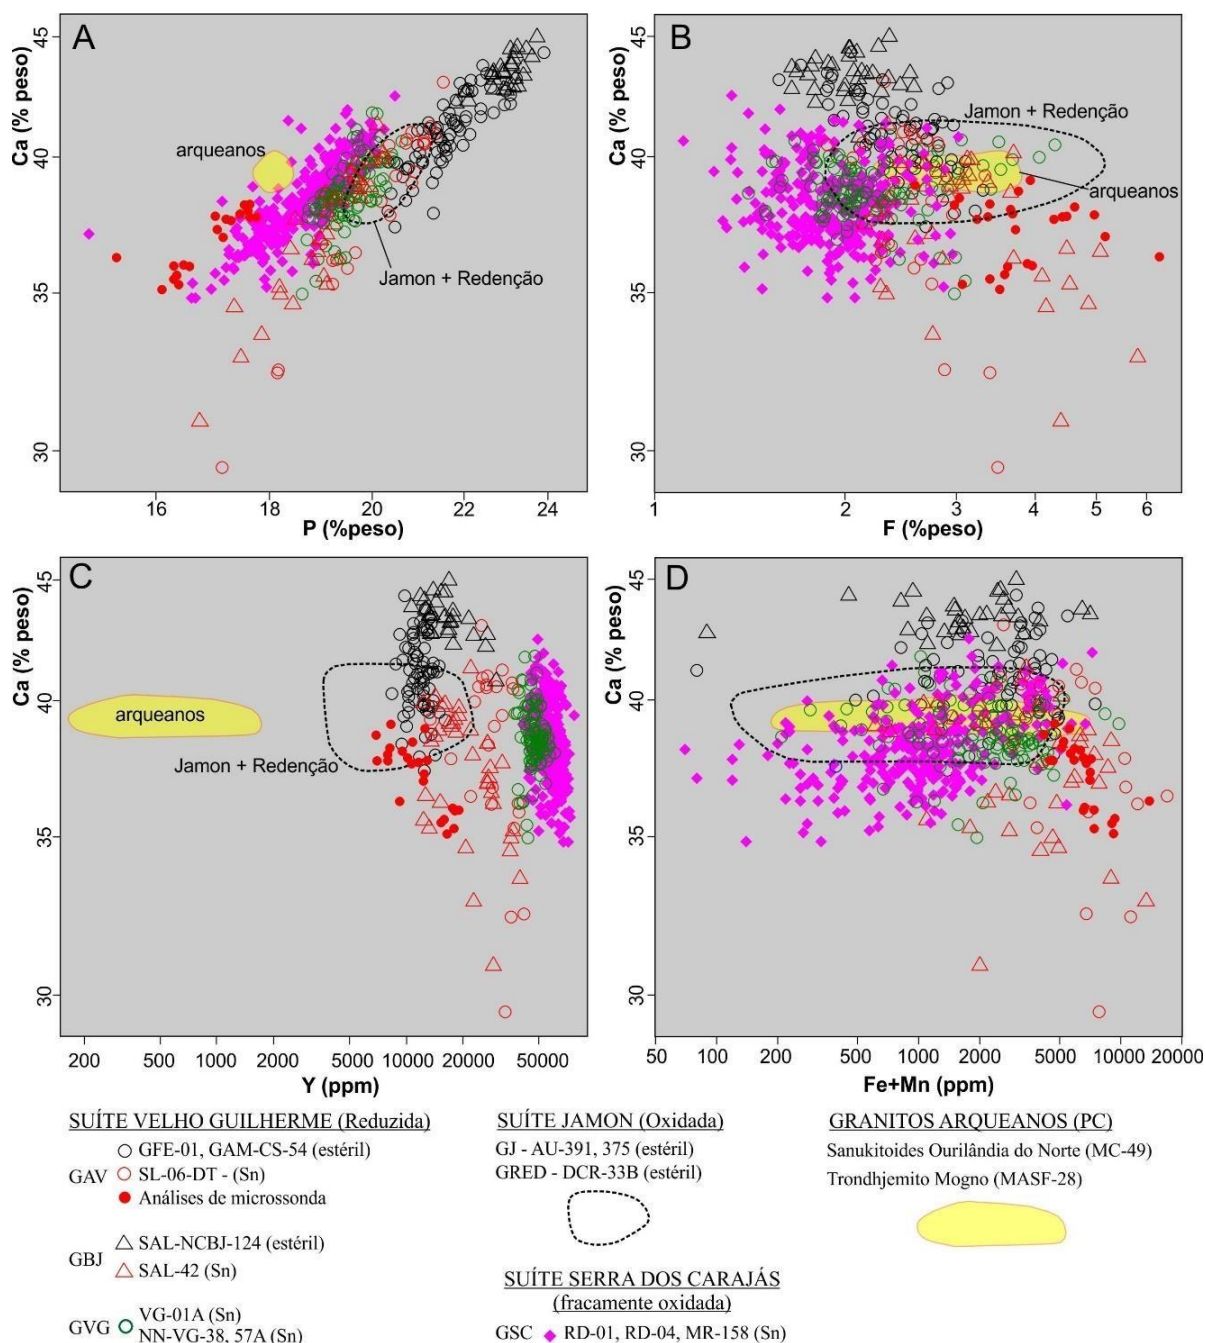 A
Ca (% peso)
45
40
35
30
arqueanos
Jamon + Redenção
16 18 20 22 24
P (%peso)
B
Ca (% peso)
45
40
35
30
Jamon + Redenção
arqueanos
1 2 3 4 5 6
F (%peso)
C
Ca (% peso)
45
40
35
30
arqueanos
Jamon + Redenção
200 500 1000 2000 5000 10000 20000 50000
Y (ppm)
D
Ca (% peso)
45
40
35
30
50 100 200 500 1000 2000 5000 10000 20000
Fe+Mn (ppm)
SUÍTE VELHO GUILHERME (Reduzida)
GFE-01, GAM-CS-54 (estéril)
GAV SL-06-DT - (Sn)
Análises de microssonda
SAL-NCBJ-124 (estéril)
GBJ
SAL-42 (Sn)
VG-01A (Sn)
GVG
NN-VG-38, 57A (Sn)
SUÍTE JAMON (Oxidada)
GJ - AU-391, 375 (estéril)
GRED - DCR-33B (estéril)
SUÍTE SERRA DOS CARAJÁS
(fracamente oxidada)
GSC RD-01, RD-04, MR-158 (Sn)
GRANITOS ARQUEANOS (PC)
Sanukitoides Ourilândia do Norte (MC-49)
Trondhjemito Mogno (MASF-28)